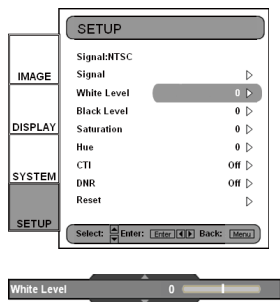 SETUP
Signal:NTSC
Signal
White Level 0
Black Level 0
Saturation 0
Hue 0
CTI Off
DNR Off
Reset
IMAGE
DISPLAY
SYSTEM
SETUP
Select: Enter: Enter Back: Menu
White Level 0